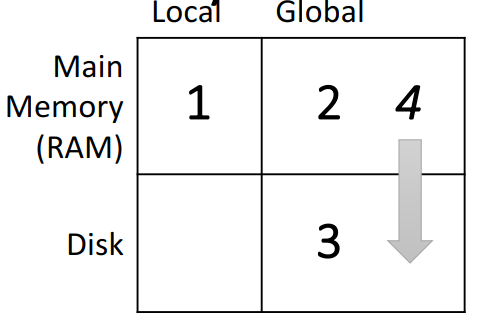 Local Global
Main
Memory
(RAM)
1 2 4
Disk
3